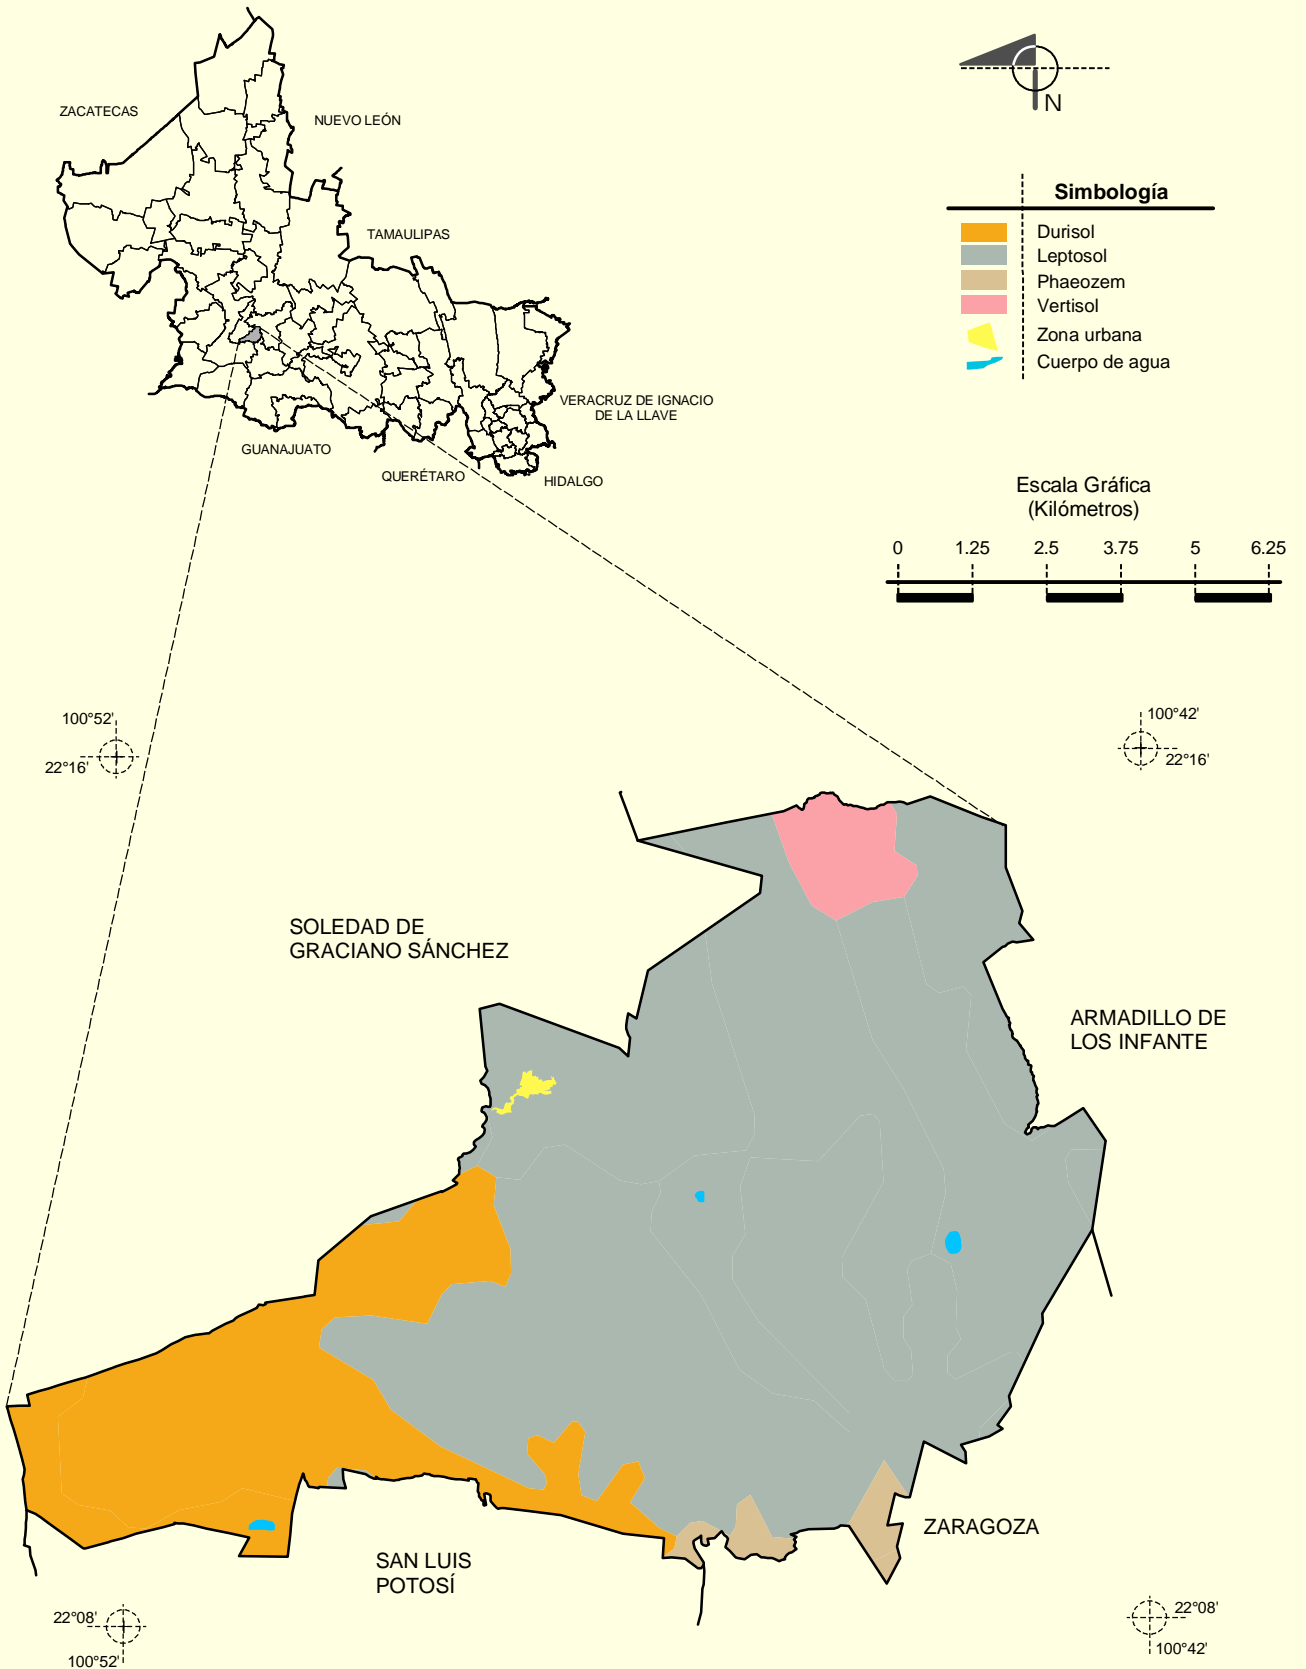 ZACATECAS
NUEVO LEÓN
TAMAULIPAS
VERACRUZ DE IGNACIO
DE LA LLAVE
GUANAJUATO
QUERÉTARO
HIDALGO
N
Simbología
Durisol
Leptosol
Phaeozem
Vertisol
Zona urbana
Cuerpo de agua
Escala Gráfica
(Kilómetros)
0 1.25 2.5 3.75 5 6.25
100°52'
22°16'
100°42'
22°16'
SOLEDAD DE
GRACIANO SÁNCHEZ
ARMADILLO DE
LOS INFANTE
ZARAGOZA
SAN LUIS
POTOSÍ
22°08'
100°52'
22°08'
100°42'